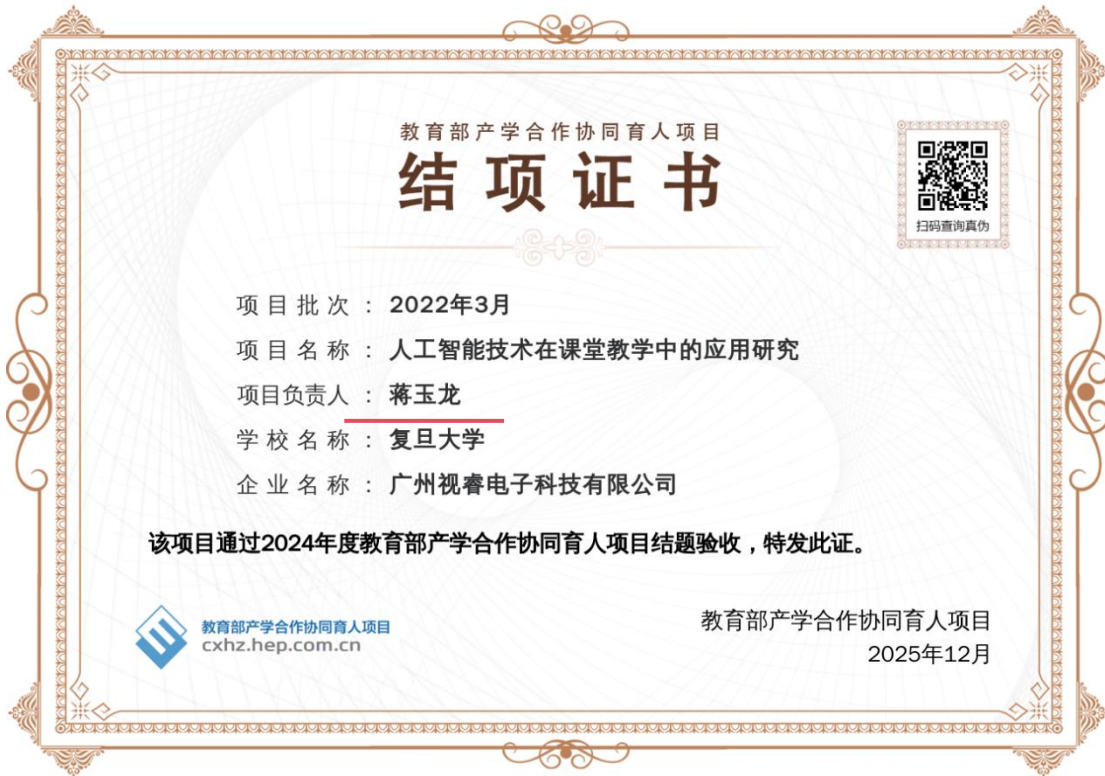 教育部产学合作协同育人项目
结项证书
扫码查询真伪
项目批次：2022年3月
项目名称：人工智能技术在课堂教学中的应用研究
项目负责人：蒋玉龙
学校名称：复旦大学
企业名称：广州视睿电子科技有限公司
该项目通过2024年度教育部产学合作协同育人项目结题验收，特发此证。
教育部产学合作协同育人项目
cxhz.hep.com.cn
教育部产学合作协同育人项目
2025年12月